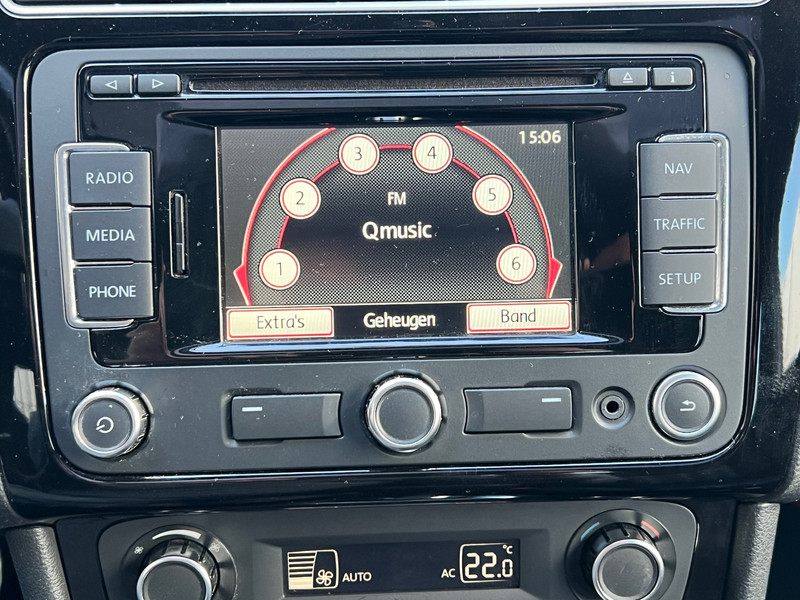 i
15:06
RADIO
MEDIA
PHONE
1
2
3
4
5
6
FM
Qmusic
Extra's
Geheugen
Band
NAV
TRAFFIC
SETUP
AUTO
AC 22.0 °C